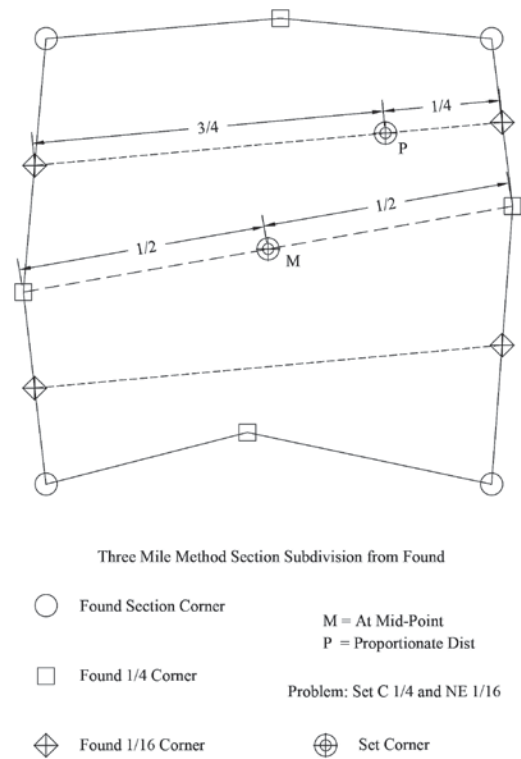 3/4
1/4
P
1/2
1/2
M
Three Mile Method Section Subdivision from Found
Found Section Corner
M = At Mid-Point
P = Proportionate Dist
Found 1/4 Corner
Problem: Set C 1/4 and NE 1/16
Found 1/16 Corner
Set Corner